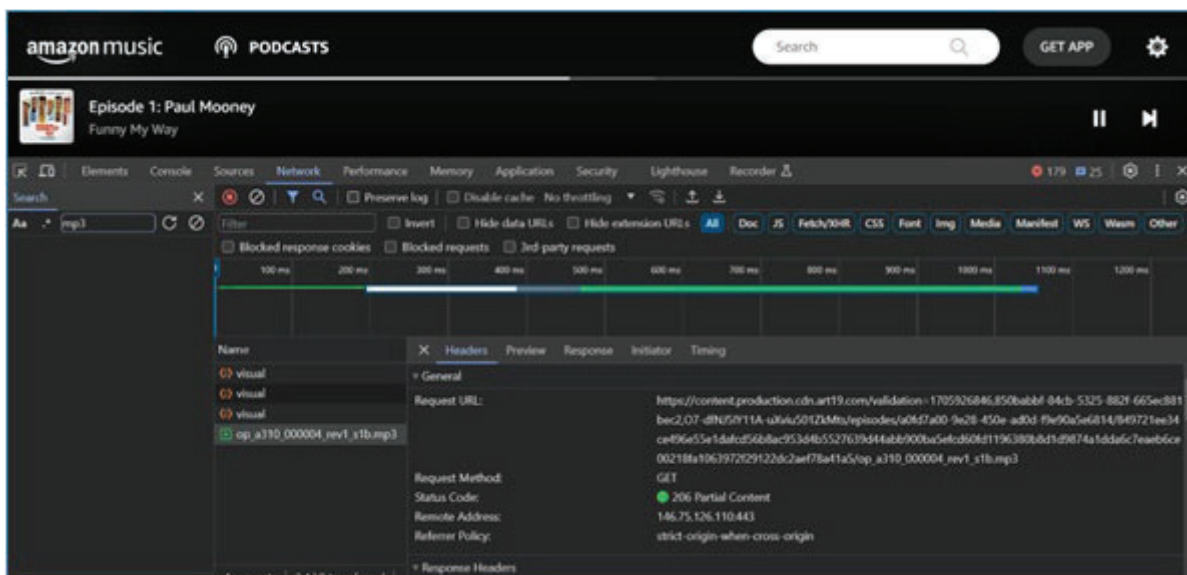 amazon music PODCASTS Search GET APP
Episode 1: Paul Mooney
Funny My Way
Elements Console Sources Network Performance Memory Application Security Lighthouse Recorder 179 25
Search Preserve log Disable cache No throttling
Aa .* mp3 Filter Invert Hide data URLs Hide extension URLs All Doc JS Fetch/XHR CSS Font Img Media Manifest WS Wasm Other
Blocked response cookies Blocked requests 3rd-party requests
100 ms 200 ms 300 ms 400 ms 500 ms 600 ms 700 ms 800 ms 900 ms 1000 ms 1100 ms 1200 ms
Name Headers Preview Response Initiator Timing
visual General
visual Request URL:
visual
op_a310_000004_rev1_s1b.mp3
op_a310_000004_rev1_s1b.mp3
Request Method: GET
Status Code: 206 Partial Content
Remote Address: 146.75.126.110:443
Referrer Policy: strict-origin-when-cross-origin
Response Headers